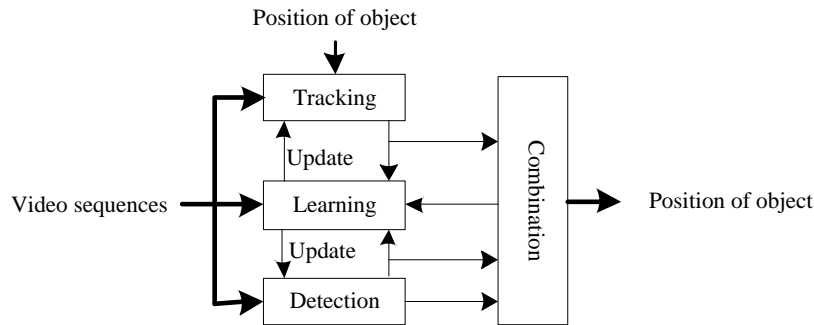 Position of object
Tracking
Update
Video sequences
Learning
Combination
Position of object
Update
Detection